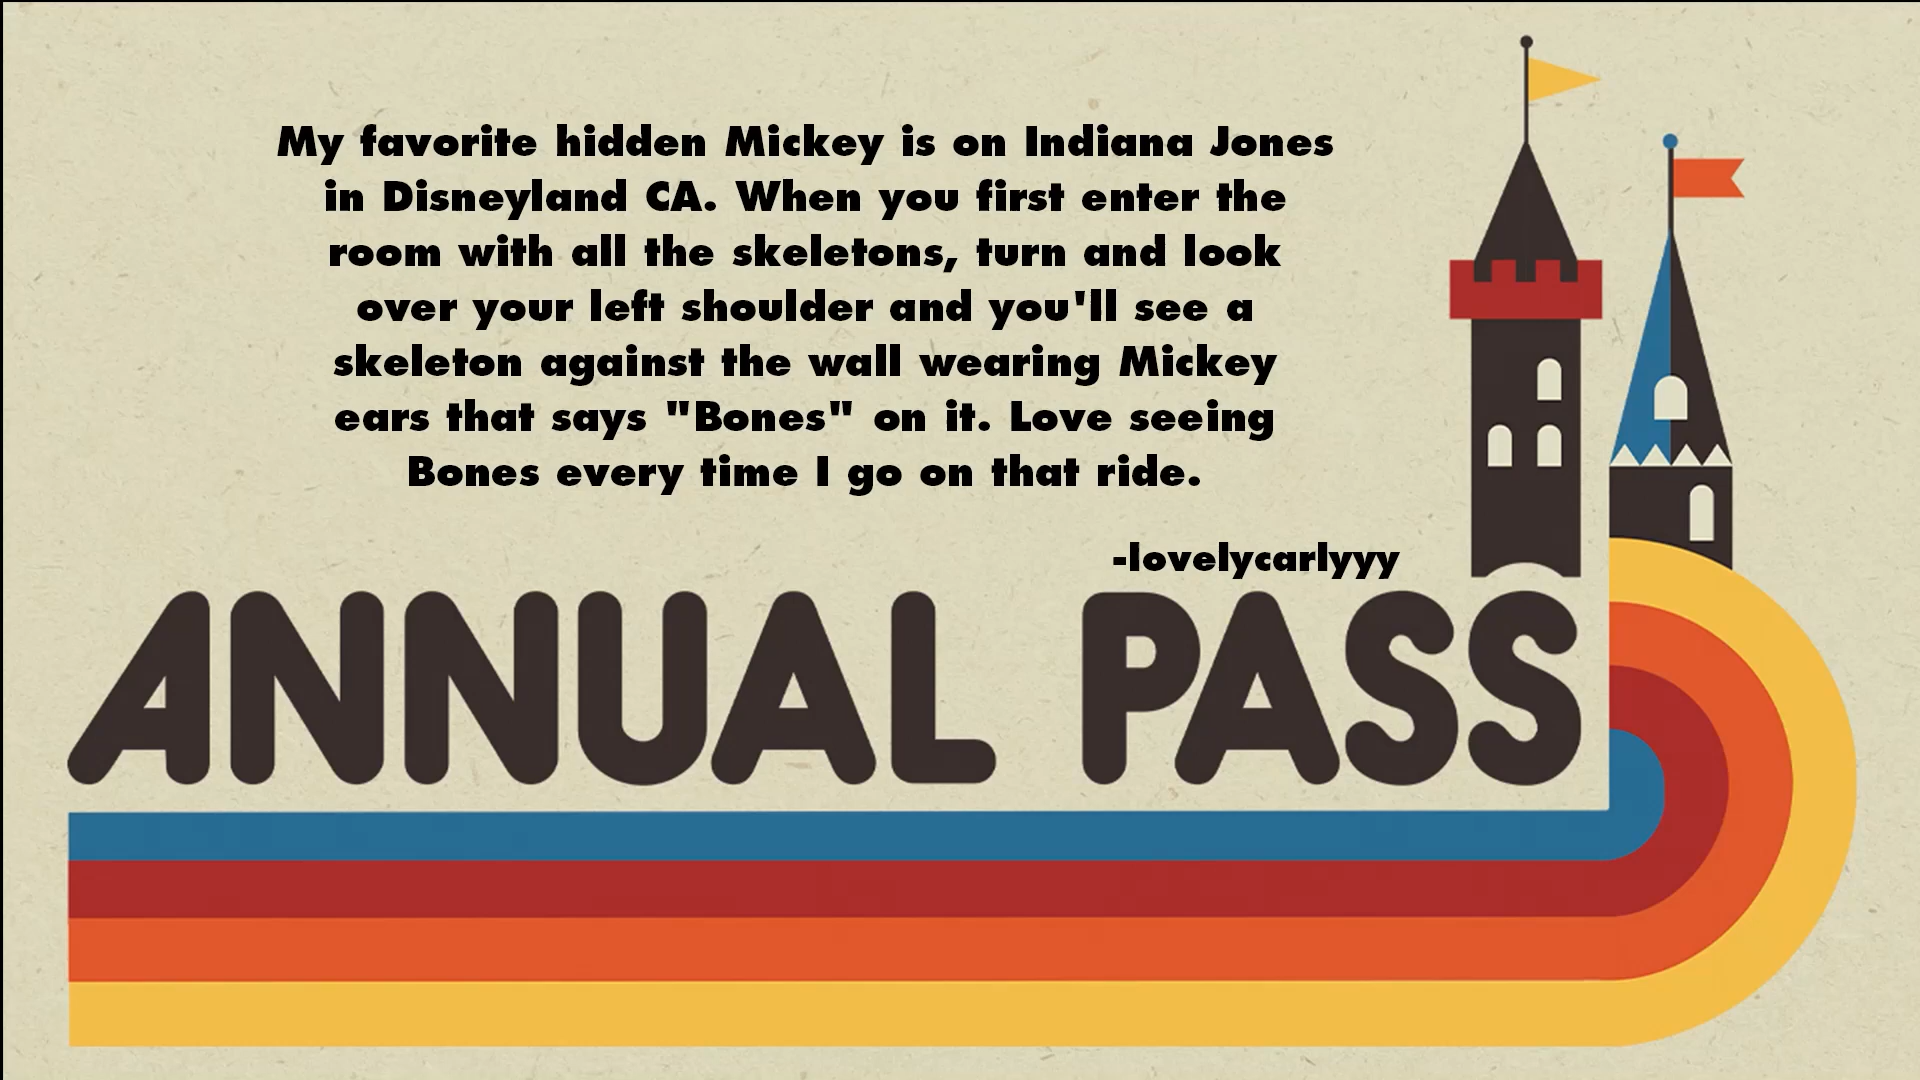 My favorite hidden Mickey is on Indiana Jones
in Disneyland CA. When you first enter the
room with all the skeletons, turn and look
over your left shoulder and you'll see a
skeleton against the wall wearing Mickey
ears that says "Bones" on it. Love seeing
Bones every time I go on that ride.
-lovelycarlyyy
ANNUAL PASS